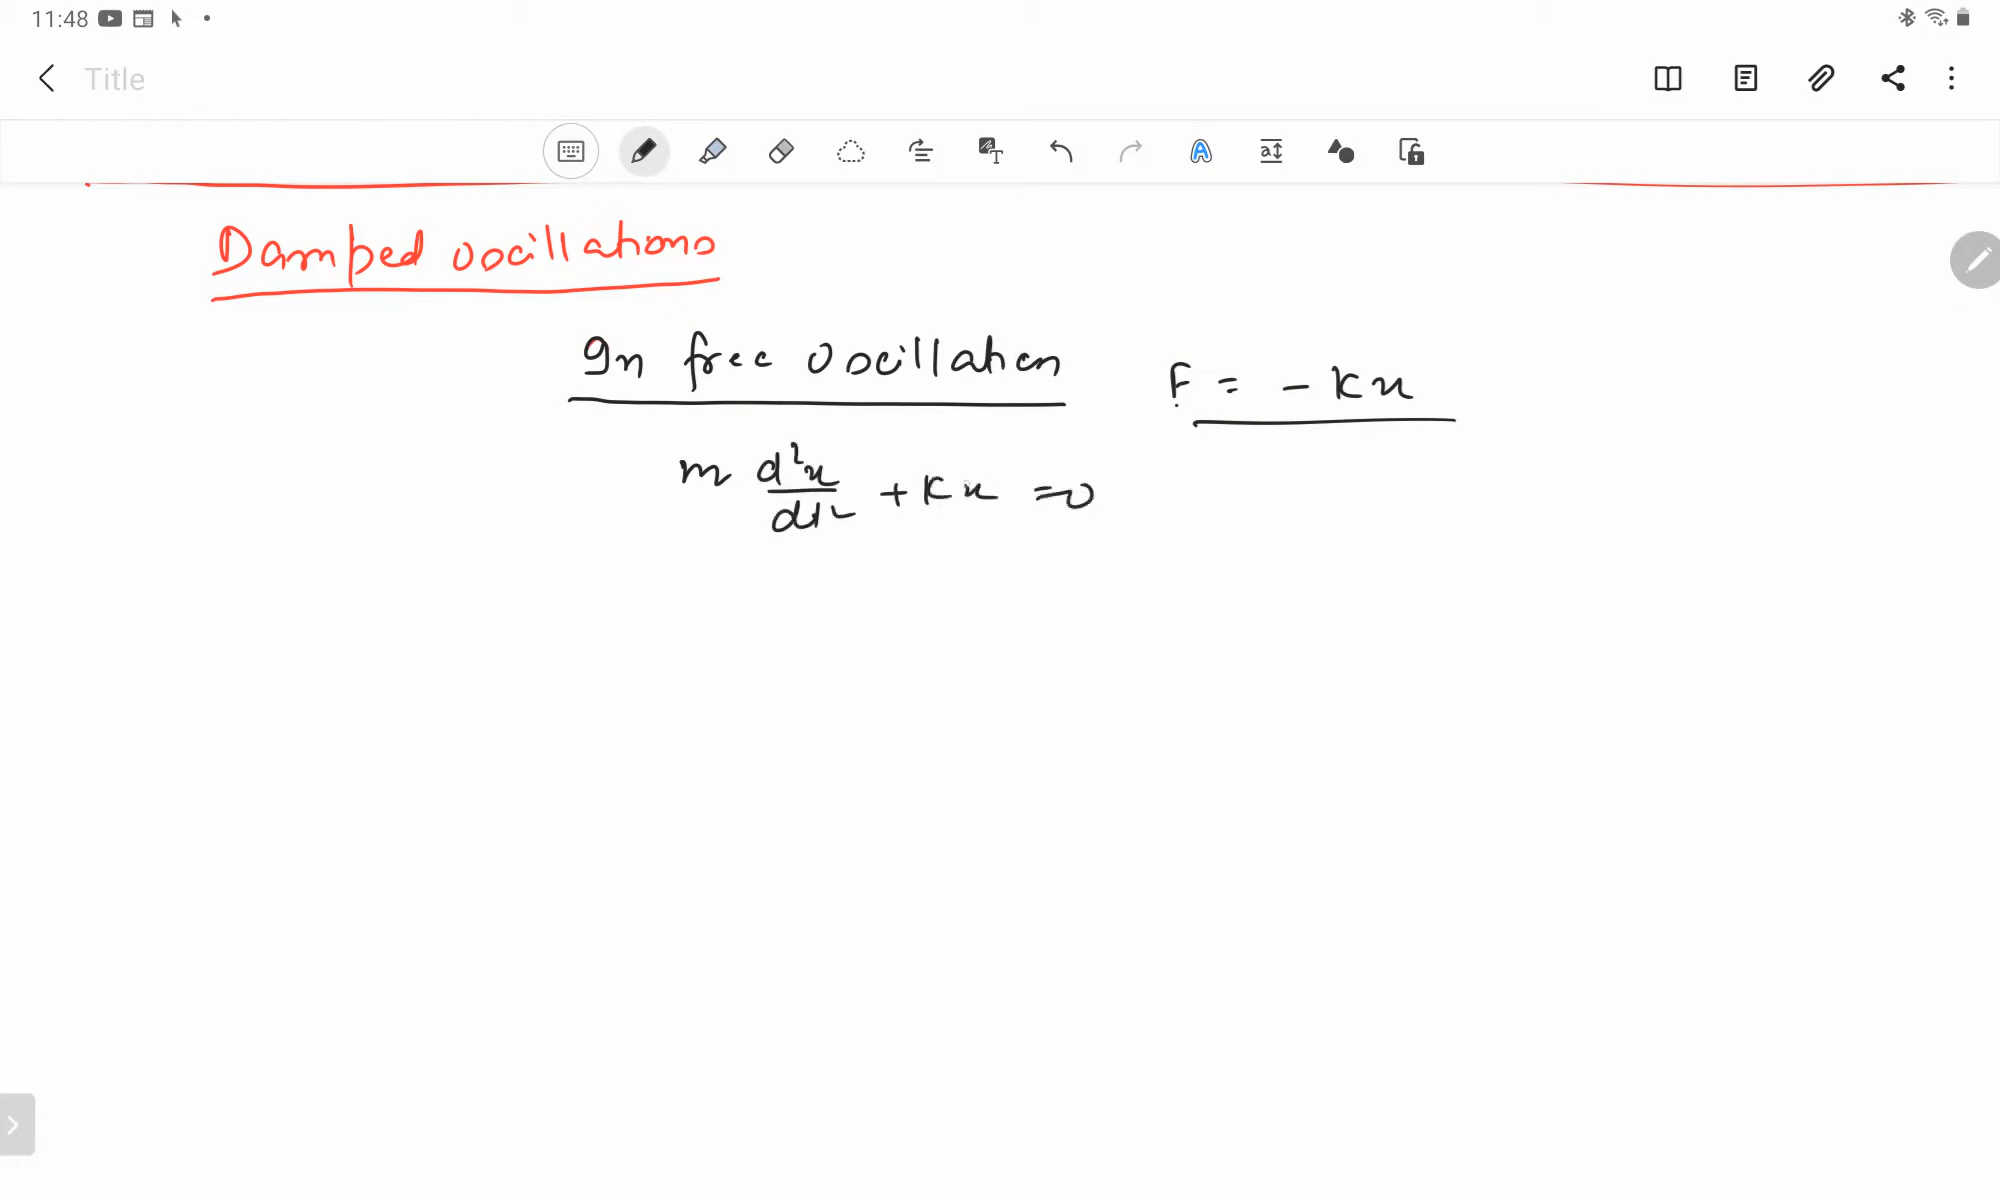 11:48
Title
Damped oscillations
In free oscillation
F = - kx
m d²x/dt² + kx = 0